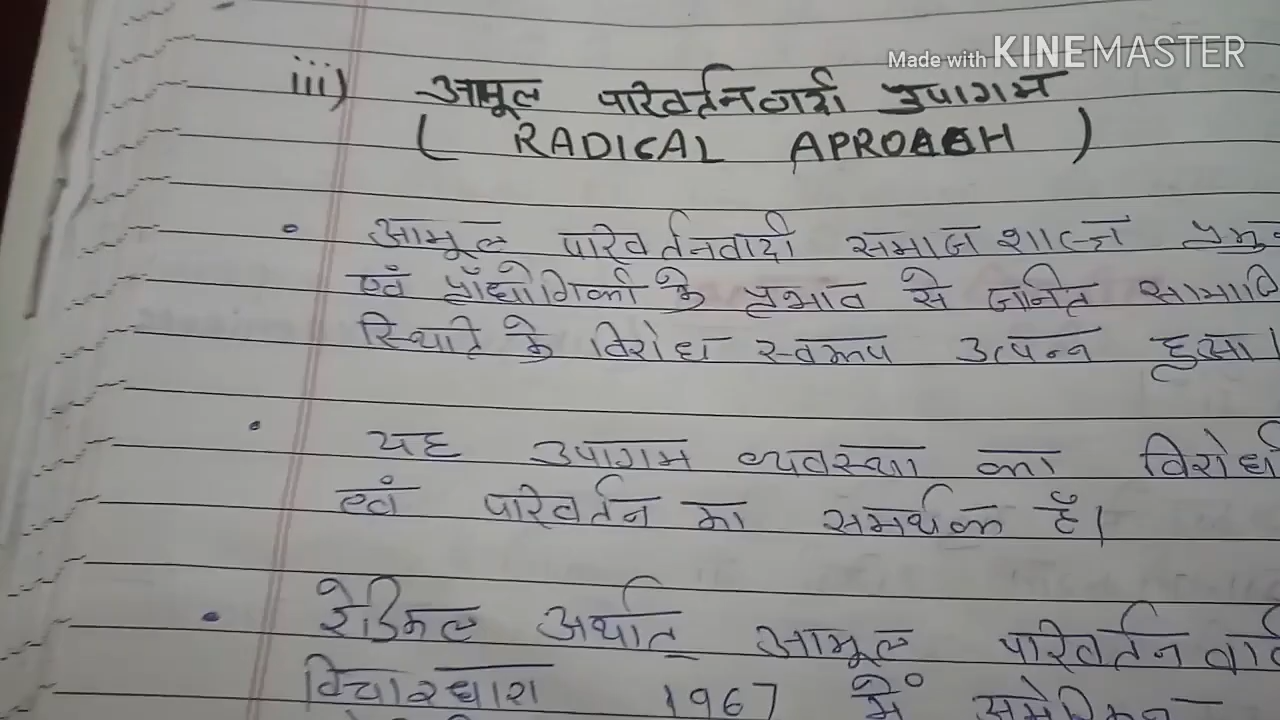 Made with KINEMASTER
iii) आमूल परिवर्तनवादी उपागम
( RADICAL APROACH )
• आमूल परिवर्तनवादी समाजशास्त्र
एवं प्रौद्योगिकी के प्रभाव से जनित
स्थिति के विरोध स्वरूप उत्पन्न हुआ।
• यह उपागम व्यवस्था का विरोधी
एवं परिवर्तन का समर्थक है।
• रेडिकल अर्थात आमूल परिवर्तनवादी
विचारधारा 1967 में